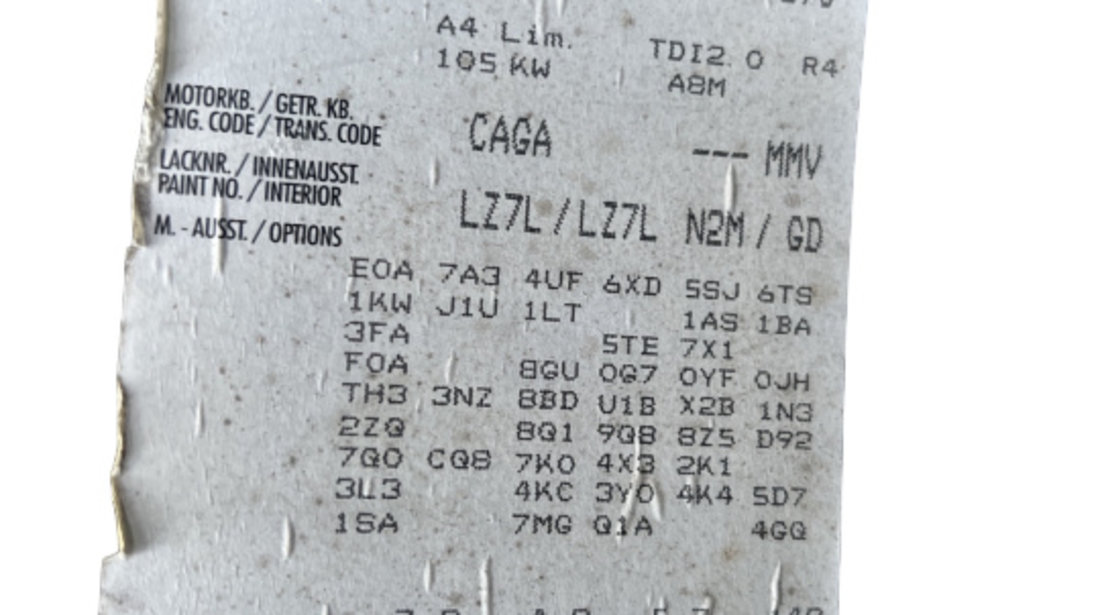 A4 Lim. TDI2.0 R4
105 KW A8M
MOTORKB. / GETR. KB.
ENG. CODE / TRANS. CODE
CAGA --- MMV
LACKNR. / INNENAUSST.
PAINT NO. / INTERIOR
LZ7L / LZ7L N2M / GD
M. - AUSST. / OPTIONS
E0A 7A3 4UF 6XD 5SJ 6TS
1KW J1U 1LT 1AS 1BA
3FA 5TE 7X1
F0A 8GU 0G7 0YF 0JH
TH3 3NZ 8BD U1B X2B 1N3
2ZQ 8Q1 9Q8 8Z5 D92
7Q0 CQ8 7K0 4X3 2K1
3L3 4KC 3Y0 4K4 5D7
1SA 7MG Q1A 4GQ